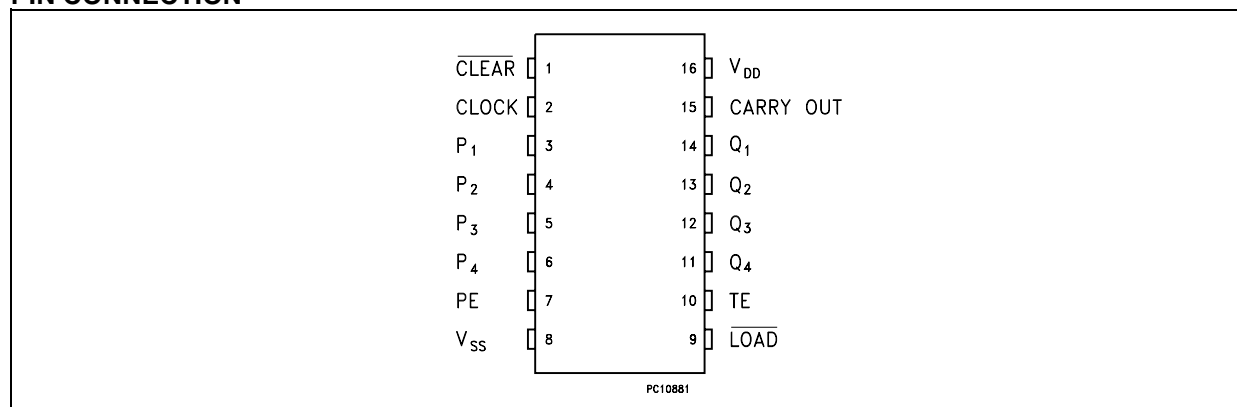 PIN CONNECTION
CLEAR 1 16 VDD
CLOCK 2 15 CARRY OUT
P1 3 14 Q1
P2 4 13 Q2
P3 5 12 Q3
P4 6 11 Q4
PE 7 10 TE
VSS 8 9 LOAD
PC10881